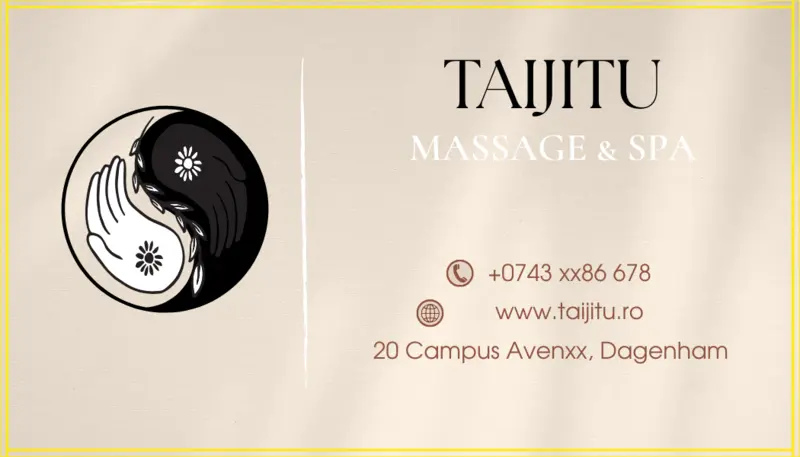 TAIJITU
MASSAGE & SPA
+0743 xx86 678
www.taijitu.ro
20 Campus Avenxx, Dagenham